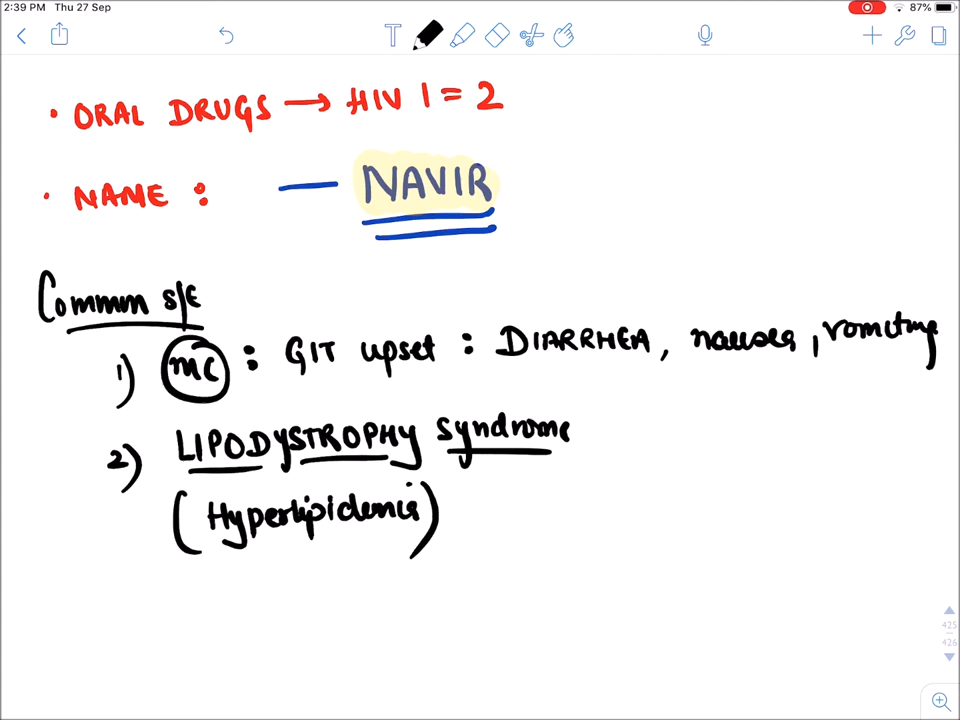 2:39 PM Thu 27 Sep 87%
• ORAL DRUGS → HIV 1 = 2
• NAME : — NAVIR
Common s/E
1) MC : GIT upset : DIARRHEA, nausea, vomiting
2) LIPODYSTROPHY syndrome
(Hyperlipidemia)
425
426